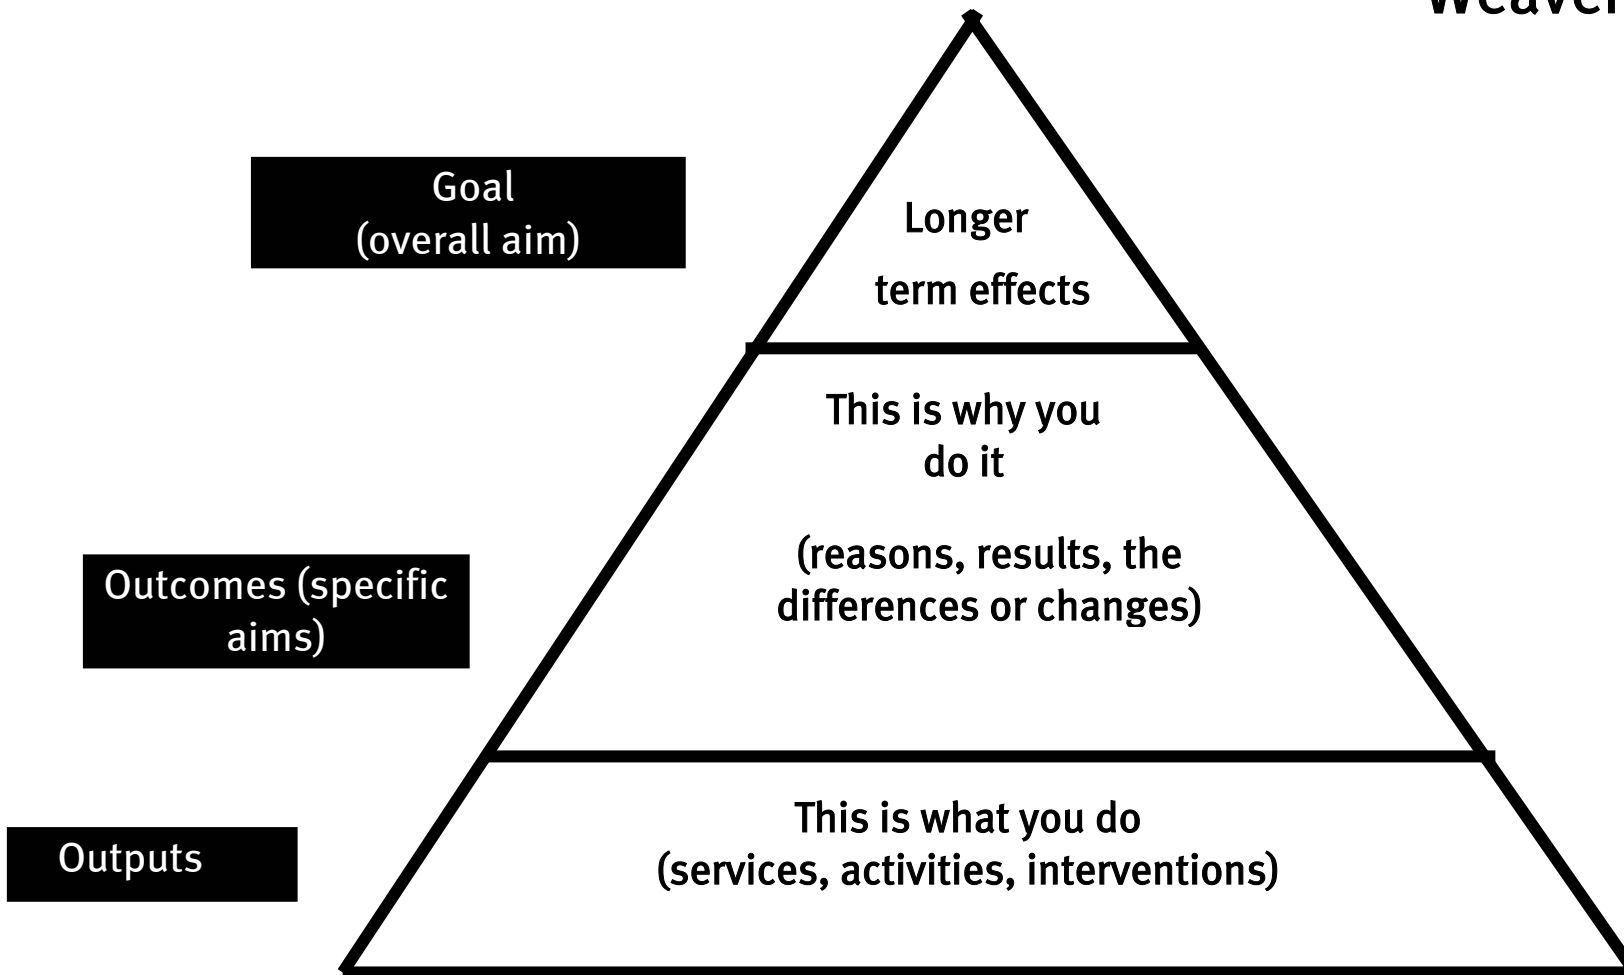 Weaver
Goal
(overall aim)
Longer
term effects
This is why you
do it
(reasons, results, the
differences or changes)
Outcomes (specific
aims)
This is what you do
(services, activities, interventions)
Outputs